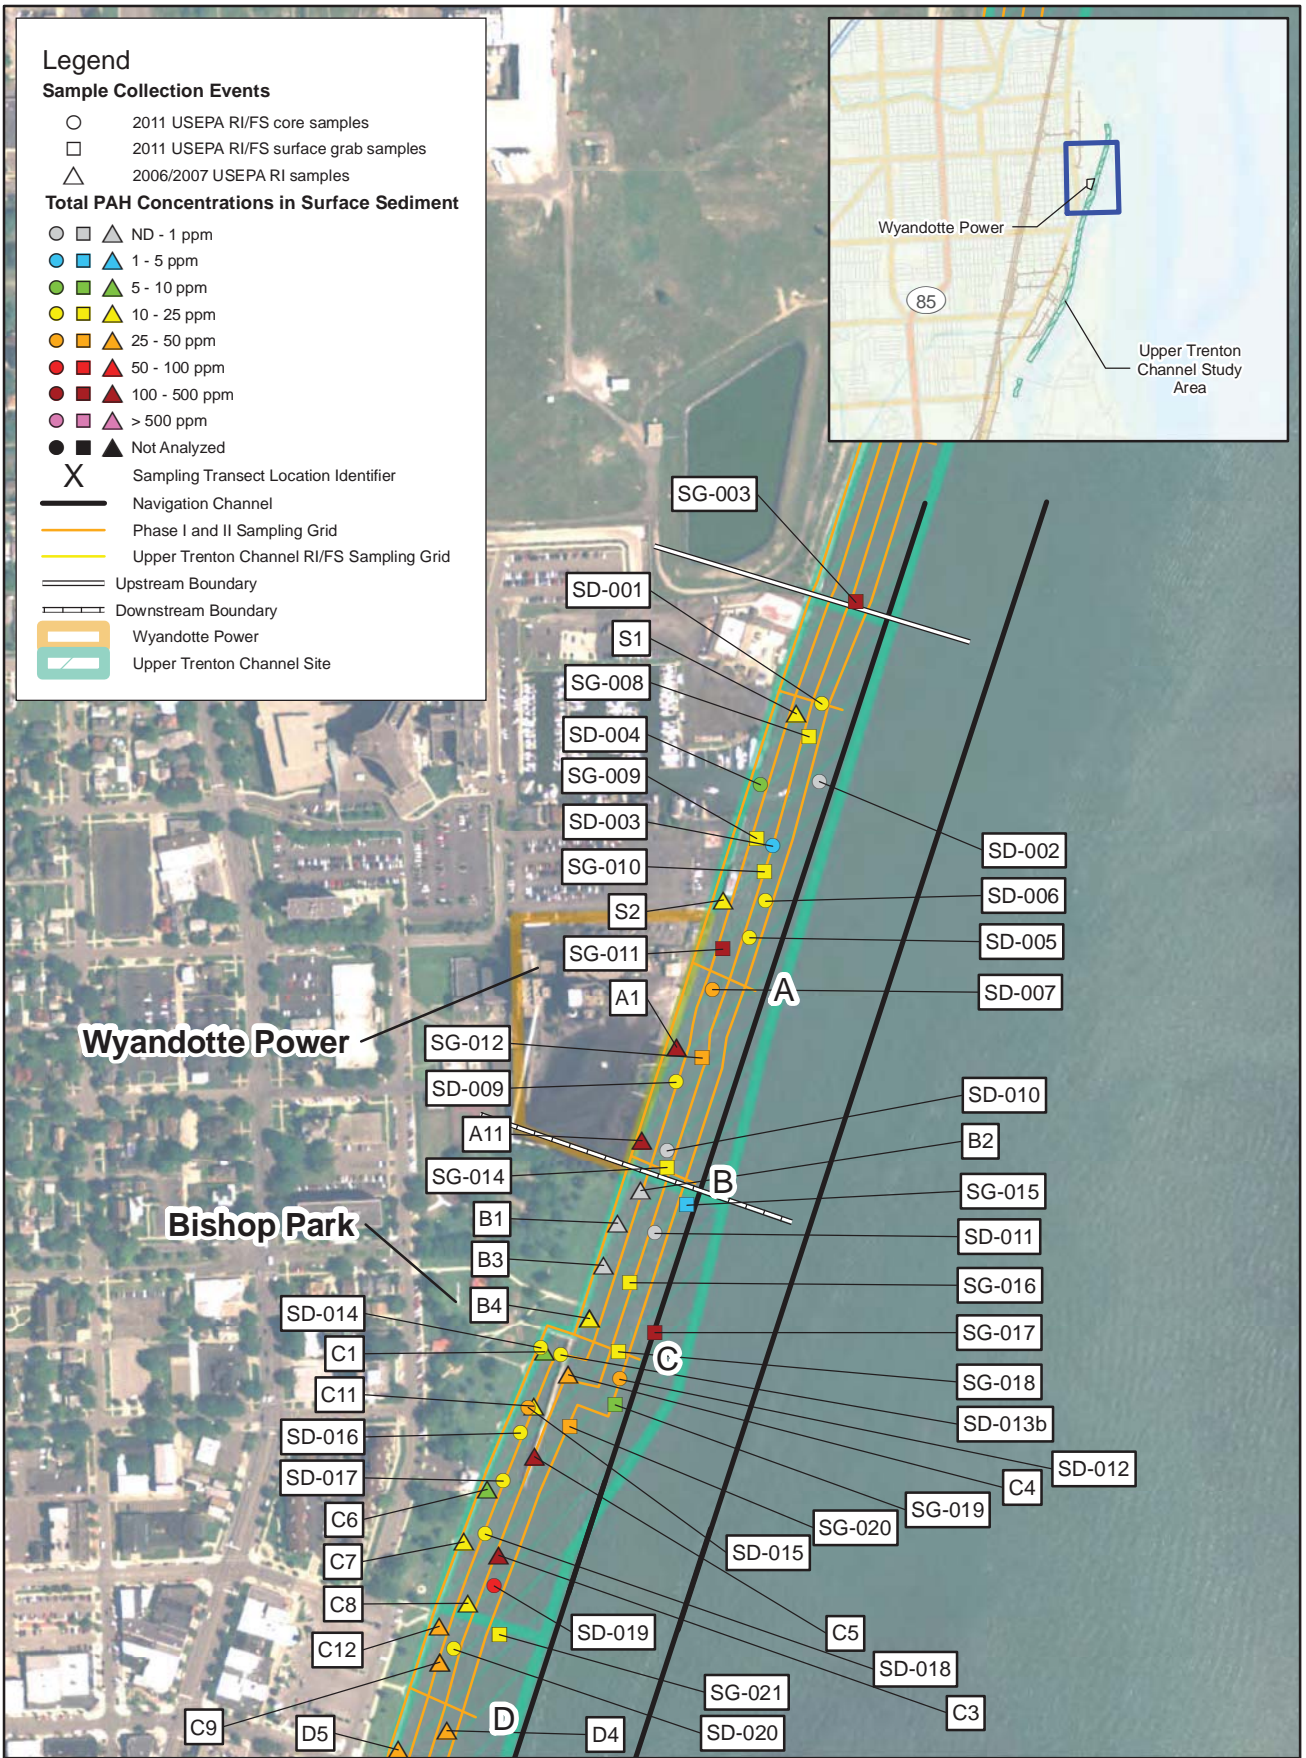 Legend
Sample Collection Events
2011 USEPA RI/FS core samples
2011 USEPA RI/FS surface grab samples
2006/2007 USEPA RI samples
Total PAH Concentrations in Surface Sediment
ND - 1 ppm
1 - 5 ppm
5 - 10 ppm
10 - 25 ppm
25 - 50 ppm
50 - 100 ppm
100 - 500 ppm
> 500 ppm
Not Analyzed
X Sampling Transect Location Identifier
Navigation Channel
Phase I and II Sampling Grid
Upper Trenton Channel RI/FS Sampling Grid
Upstream Boundary
Downstream Boundary
Wyandotte Power
Upper Trenton Channel Site
Wyandotte Power
85
Upper Trenton
Channel Study
Area
SG-003
SD-001
S1
SG-008
SD-004
SG-009
SD-003
SG-010
S2
SG-011
A1
SD-002
SD-006
SD-005
SD-007
A
Wyandotte Power
SG-012
SD-009
A11
SG-014
B1
B3
B4
SD-010
B2
B
SG-015
SD-011
SG-016
SG-017
SG-018
SD-013b
SD-012
C4
SG-019
SG-020
SD-015
Bishop Park
SD-014
C1
C11
SD-016
SD-017
C6
C7
C8
C12
C9
D5
C
SD-019
C5
SD-018
C3
SG-021
SD-020
D4
D